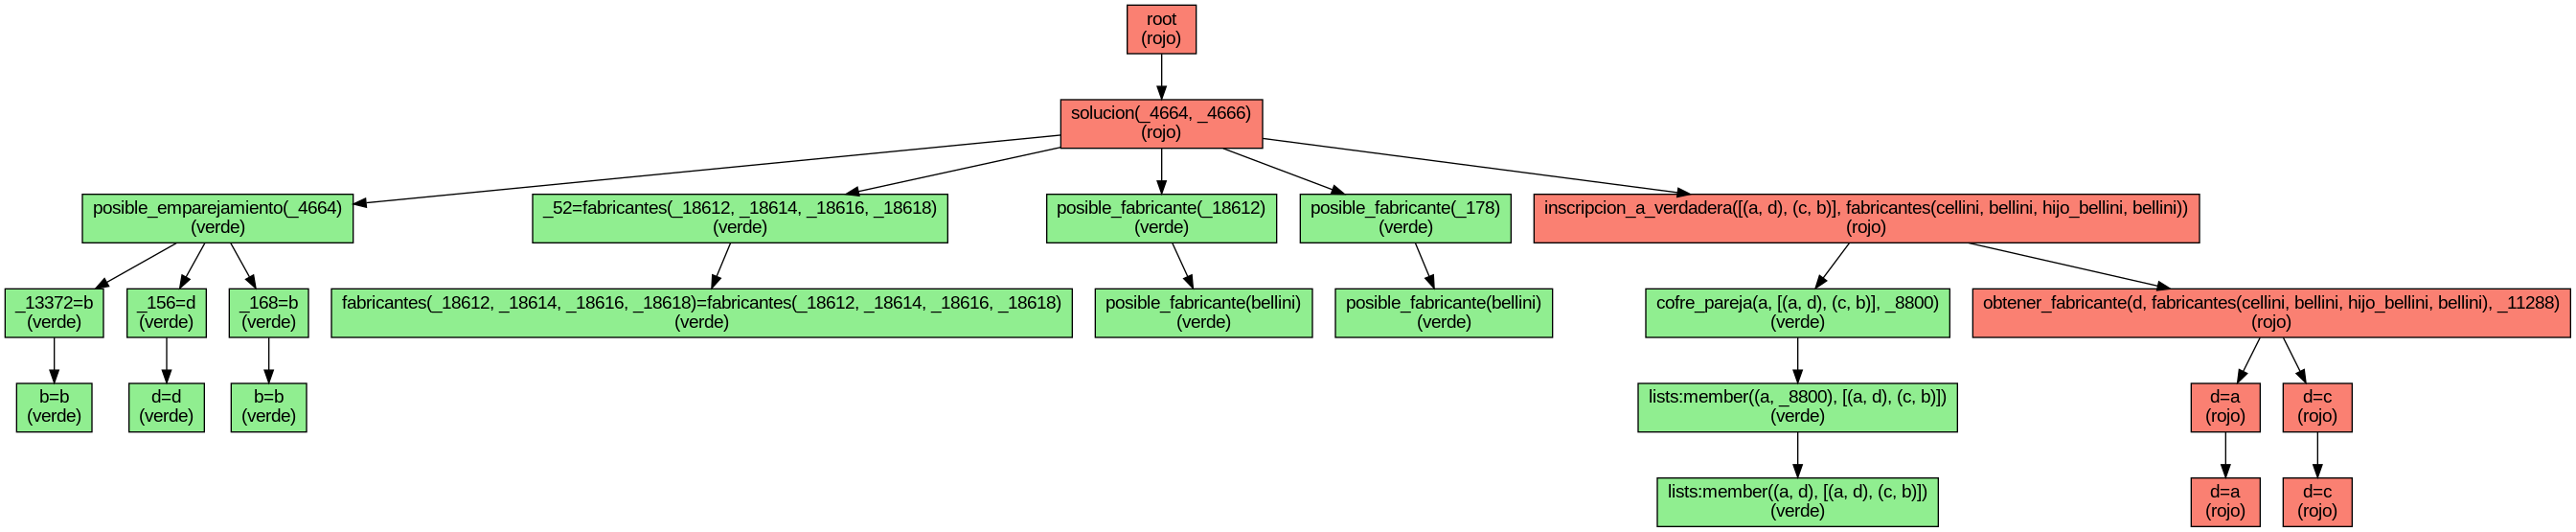 root
(rojo)
solucion(_4664, _4666)
(rojo)
posible_emparejamiento(_4664)
(verde)
_52=fabricantes(_18612, _18614, _18616, _18618)
(verde)
posible_fabricante(_18612)
(verde)
posible_fabricante(_178)
(verde)
inscripcion_a_verdadera([(a, d), (c, b)], fabricantes(cellini, bellini, hijo_bellini, bellini))
(rojo)
_13372=b
(verde)
_156=d
(verde)
_168=b
(verde)
fabricantes(_18612, _18614, _18616, _18618)=fabricantes(_18612, _18614, _18616, _18618)
(verde)
posible_fabricante(bellini)
(verde)
posible_fabricante(bellini)
(verde)
cofre_pareja(a, [(a, d), (c, b)], _8800)
(verde)
obtener_fabricante(d, fabricantes(cellini, bellini, hijo_bellini, bellini), _11288)
(rojo)
b=b
(verde)
d=d
(verde)
b=b
(verde)
lists:member((a, _8800), [(a, d), (c, b)])
(verde)
d=a
(rojo)
d=c
(rojo)
lists:member((a, d), [(a, d), (c, b)])
(verde)
d=a
(rojo)
d=c
(rojo)